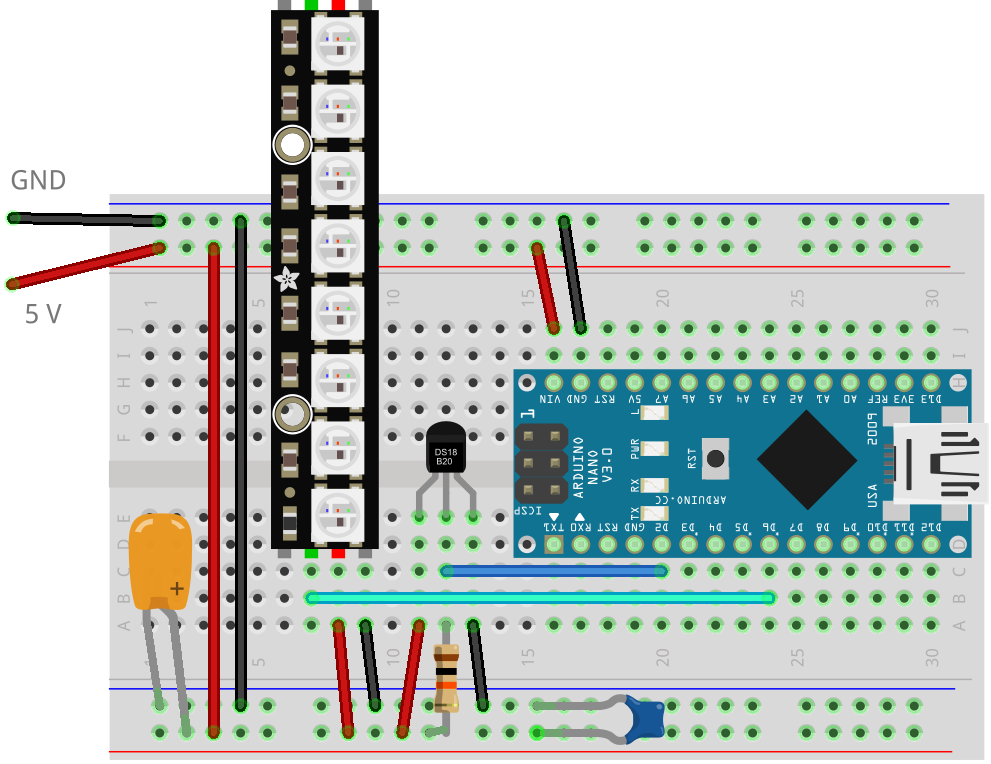 GND
5 V
1
5
10
15
20
25
30
J
J
I
I
H
H
G
F
VIN GND RST 5V A7 A6 A5 A4 A3 A2 A1 A0 REF 3V3 D13
1
L
PWR
RX
TX
RST
ARDUINO
NANO
V3.0
ICSP
ARDUINO.CC
USA
DS18
B20
TX1 RX0 RST GND D2 D3 D4 D5 D6 D7 D8 D9 D10 D11 D12
E
D
D
C
C
B
B
A
A
+
1
5
10
15
20
25
30